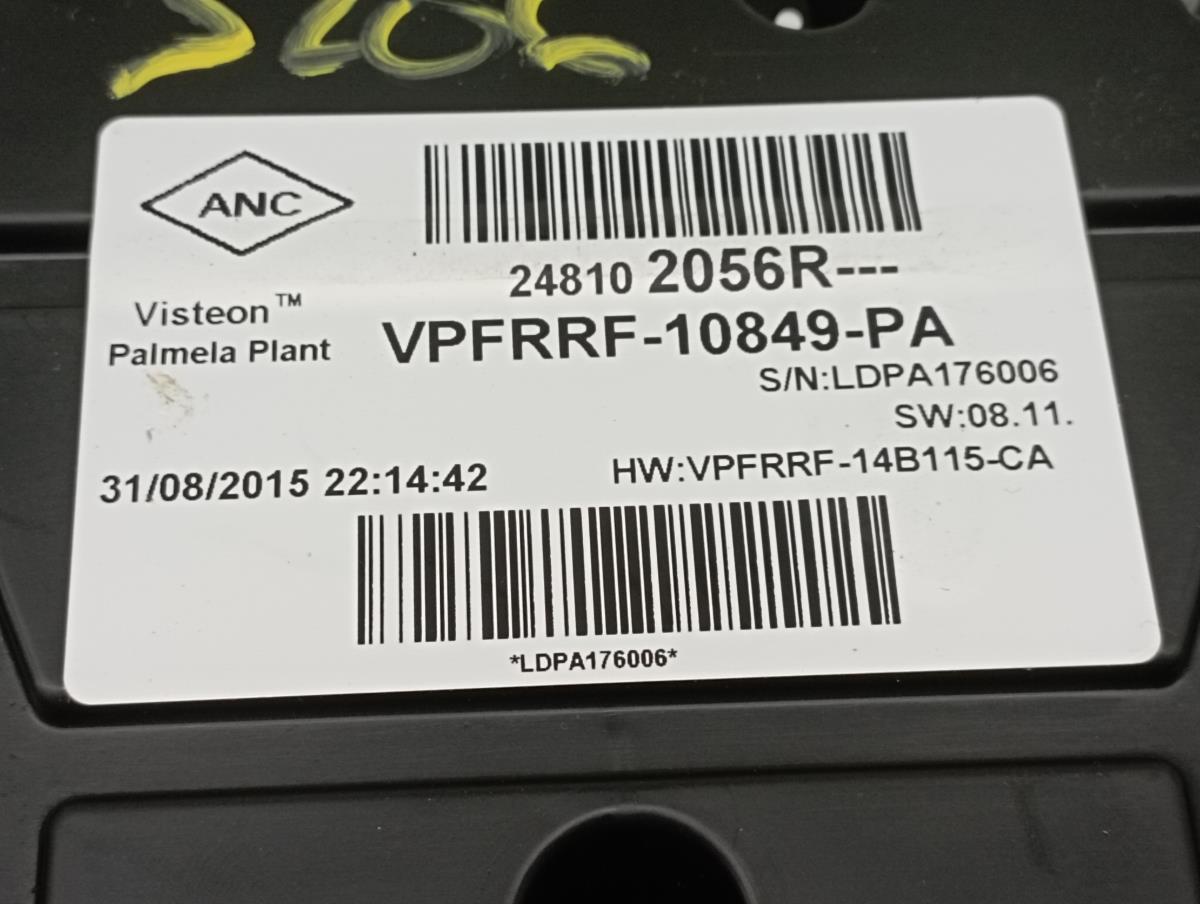 ANC
24810 2056R---
Visteon™
Palmela Plant
VPFRRF-10849-PA
S/N:LDPA176006
SW:08.11.
31/08/2015 22:14:42
HW:VPFRRF-14B115-CA
*LDPA176006*